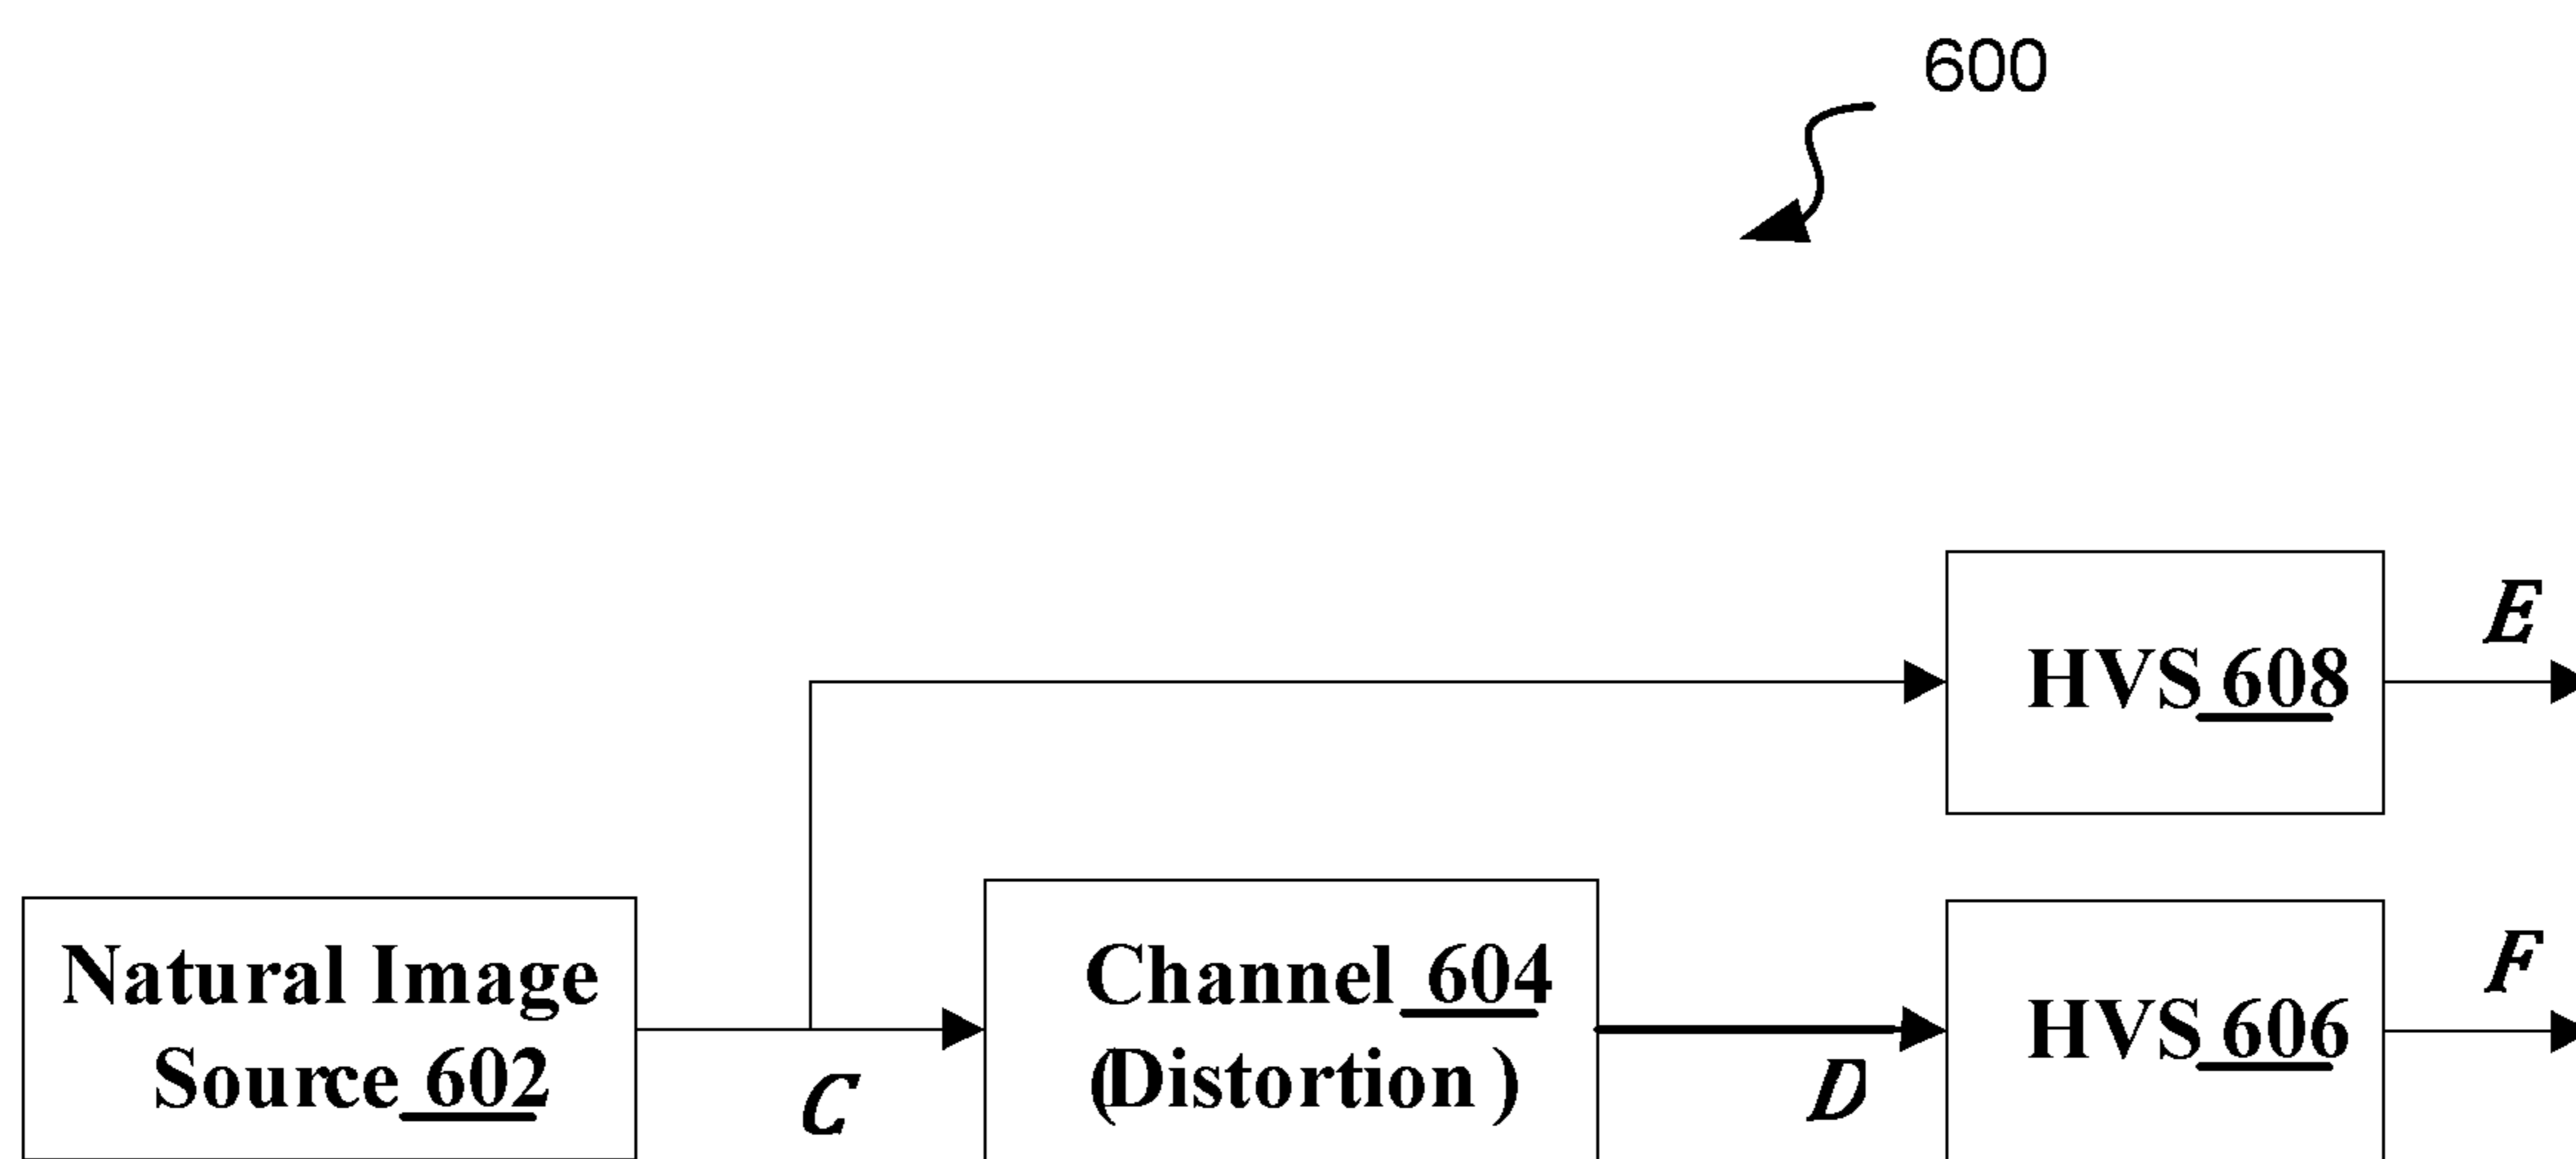 600
HVS 608
E
Natural Image
Source 602
C
Channel 604
(Distortion )
D
HVS 606
F